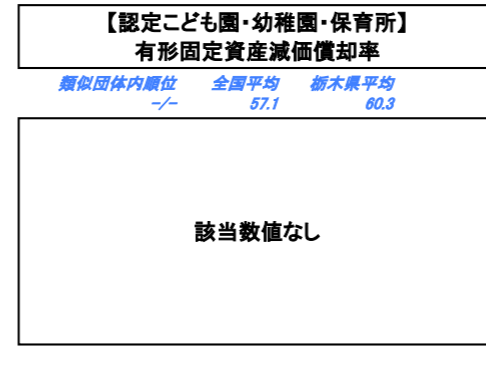 【認定こども園・幼稚園・保育所】
有形固定資産減価償却率
類似団体内順位 全国平均 栃木県平均
-/- 57.1 60.3
該当数値なし